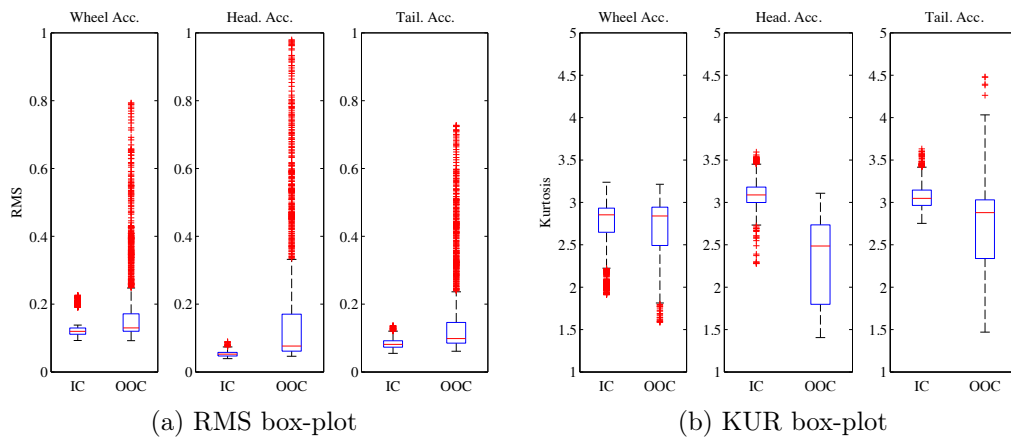 Wheel Acc.
Head. Acc.
Tail. Acc.
RMS
1
0.8
0.6
0.4
0.2
0
IC
OOC
1
0.8
0.6
0.4
0.2
0
IC
OOC
1
0.8
0.6
0.4
0.2
0
IC
OOC
(a) RMS box-plot
Wheel Acc.
Head. Acc.
Tail. Acc.
Kurtosis
5
4.5
4
3.5
3
2.5
2
1.5
1
IC
OOC
5
4.5
4
3.5
3
2.5
2
1.5
1
IC
OOC
5
4.5
4
3.5
3
2.5
2
1.5
1
IC
OOC
(b) KUR box-plot